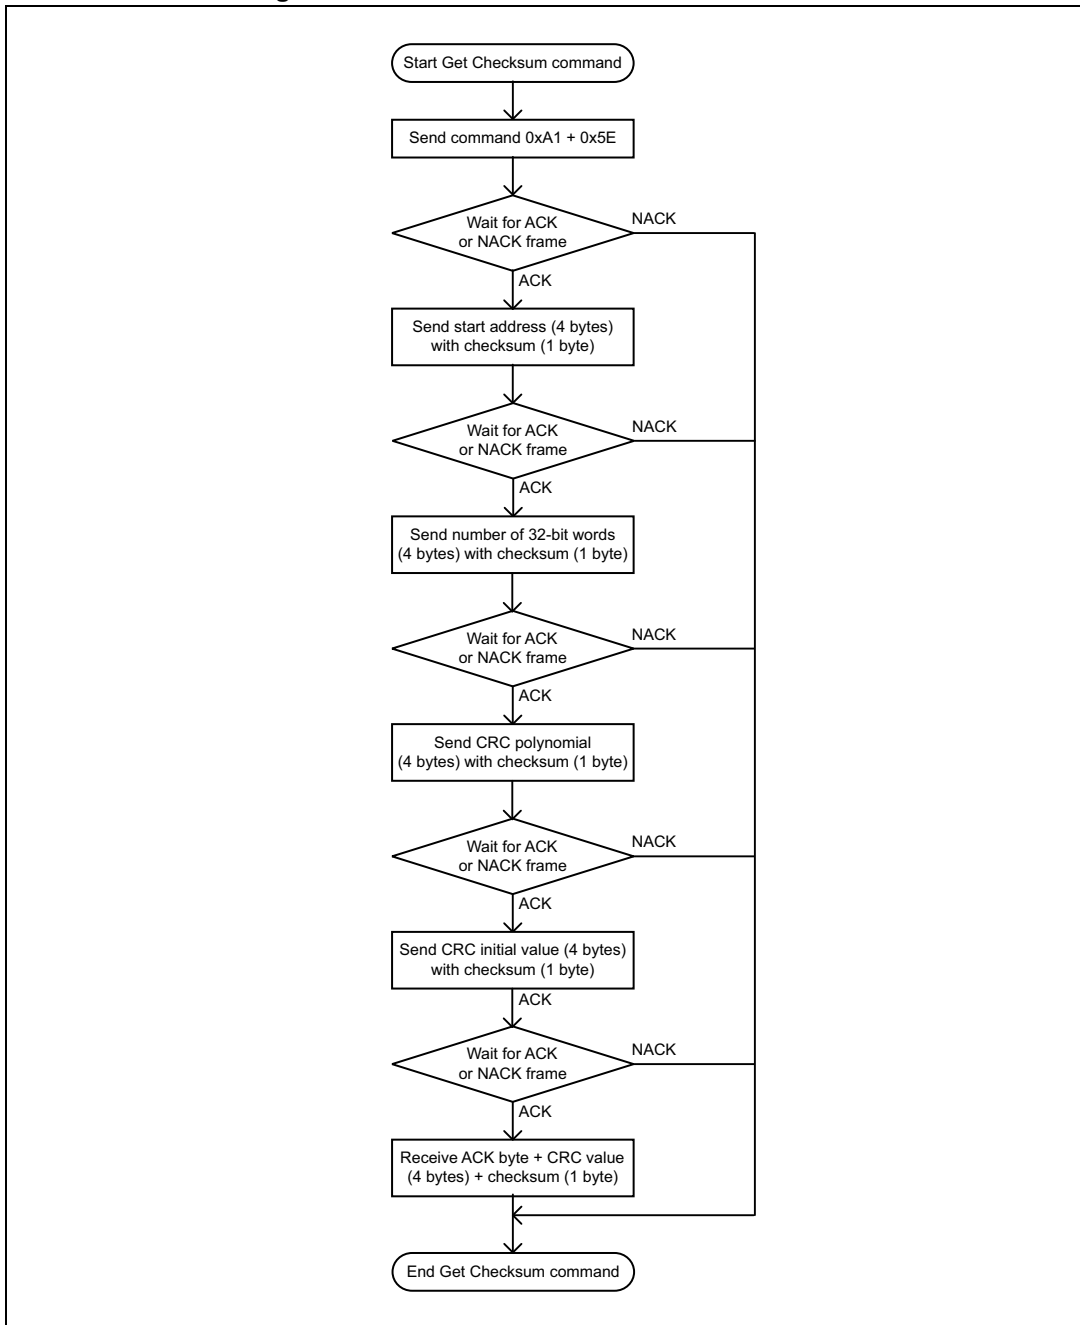 Start Get Checksum command
Send command 0xA1 + 0x5E
Wait for ACK
or NACK frame
NACK
ACK
Send start address (4 bytes)
with checksum (1 byte)
Wait for ACK
or NACK frame
NACK
ACK
Send number of 32-bit words
(4 bytes) with checksum (1 byte)
Wait for ACK
or NACK frame
NACK
ACK
Send CRC polynomial
(4 bytes) with checksum (1 byte)
Wait for ACK
or NACK frame
NACK
ACK
Send CRC initial value (4 bytes)
with checksum (1 byte)
ACK
Wait for ACK
or NACK frame
NACK
ACK
Receive ACK byte + CRC value
(4 bytes) + checksum (1 byte)
End Get Checksum command